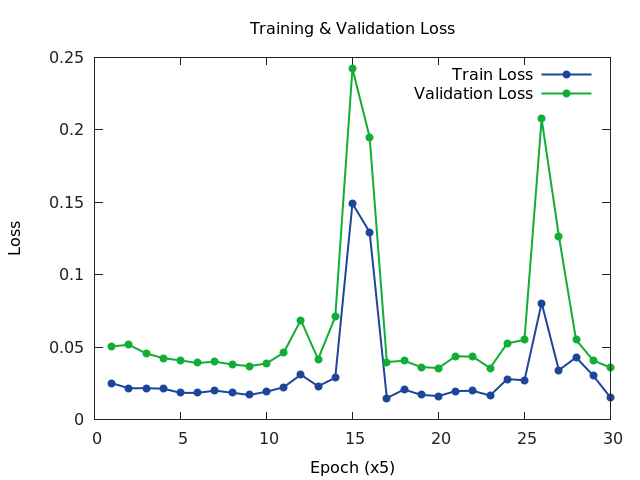 Training & Validation Loss
0.25
0.2
0.15
0.1
0.05
0
Loss
Train Loss
Validation Loss
0 5 10 15 20 25 30
Epoch (x5)